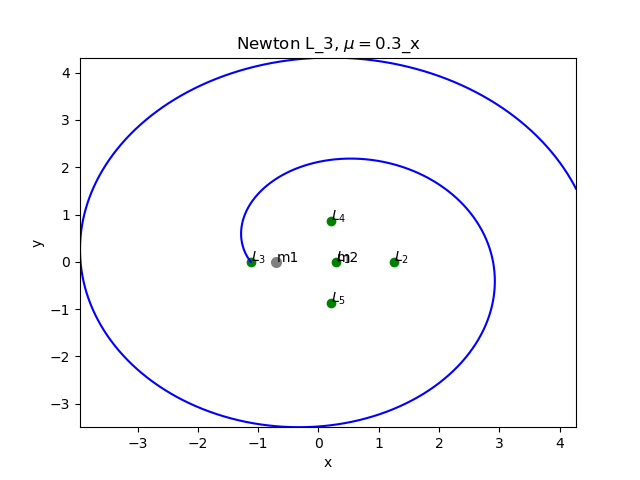 Newton L_3, μ = 0.3_x
y
4
3
2
1
0
−1
−2
−3
L₄
L₃
m1
m2
L₂
L₅
−3
−2
−1
0
1
2
3
4
x